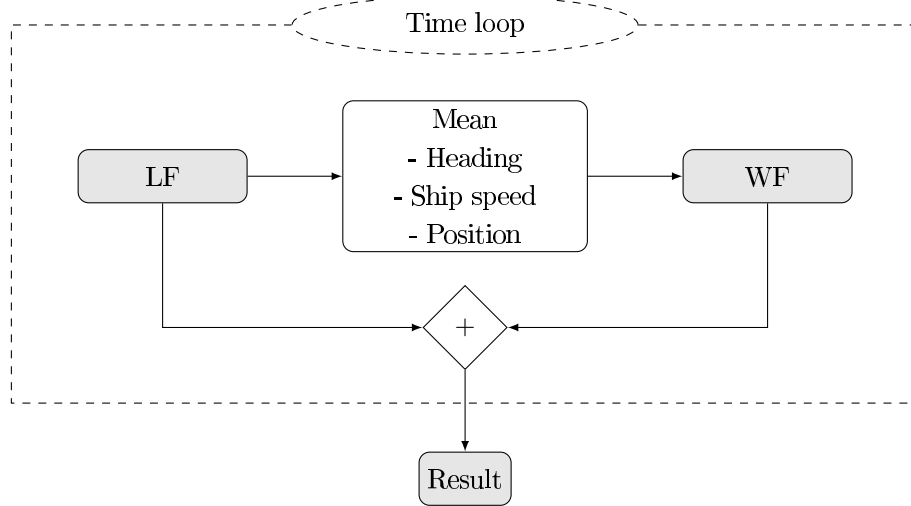 Time loop
LF
Mean
- Heading
- Ship speed
- Position
WF
+
Result